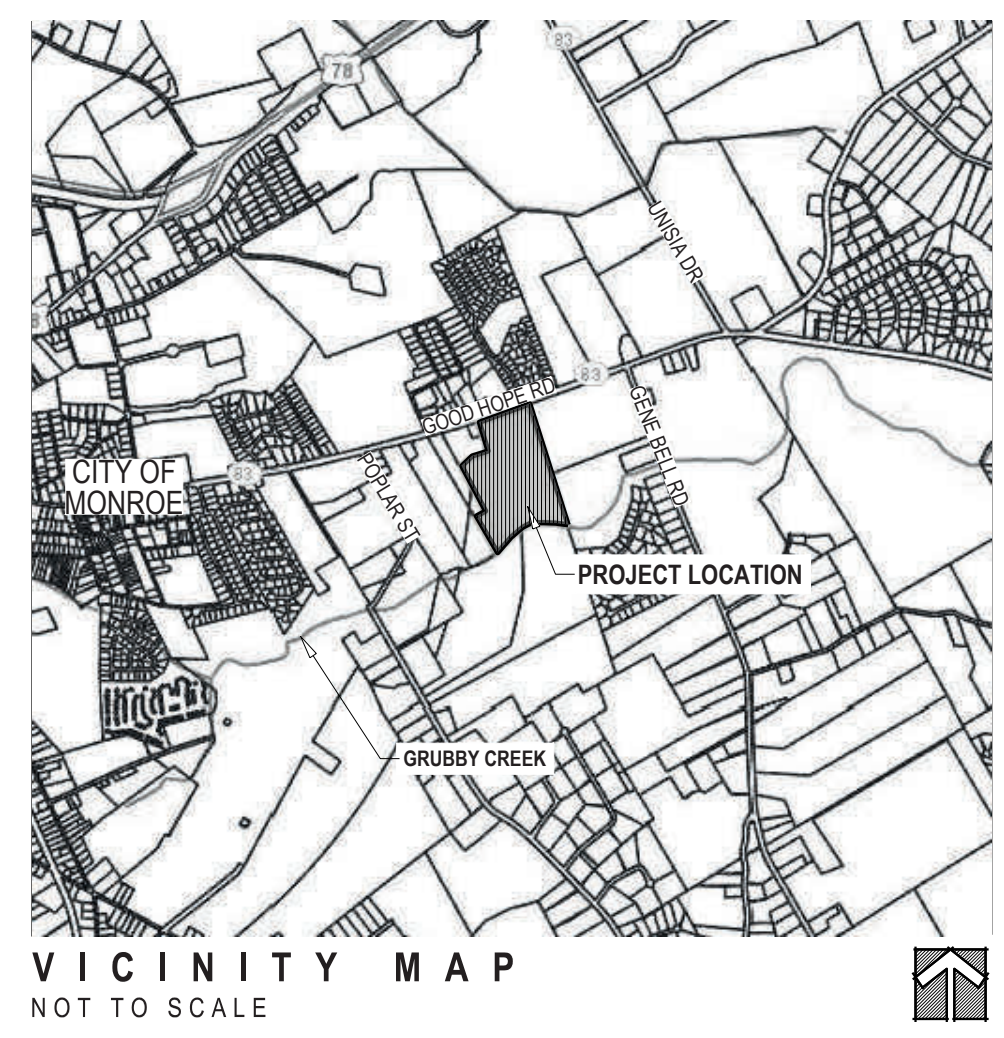 83
78
UNISIA DR
83
GOOD HOPE RD
GENE BELL RD
CITY OF
MONROE
83
POPLAR ST
PROJECT LOCATION
GRUBBY CREEK
VICINITY MAP
NOT TO SCALE